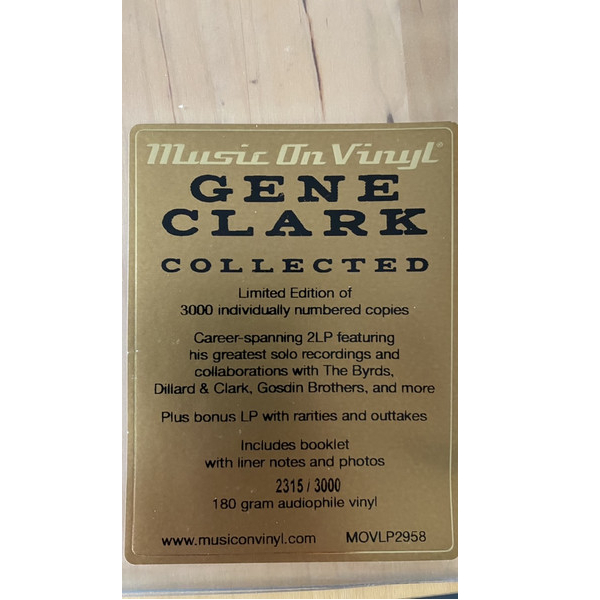 Music On Vinyl®
GENE
CLARK
COLLECTED
Limited Edition of
3000 individually numbered copies
Career-spanning 2LP featuring
his greatest solo recordings and
collaborations with The Byrds,
Dillard & Clark, Gosdin Brothers, and more
Plus bonus LP with rarities and outtakes
Includes booklet
with liner notes and photos
2315 / 3000
180 gram audiophile vinyl
www.musiconvinyl.com MOVLP2958